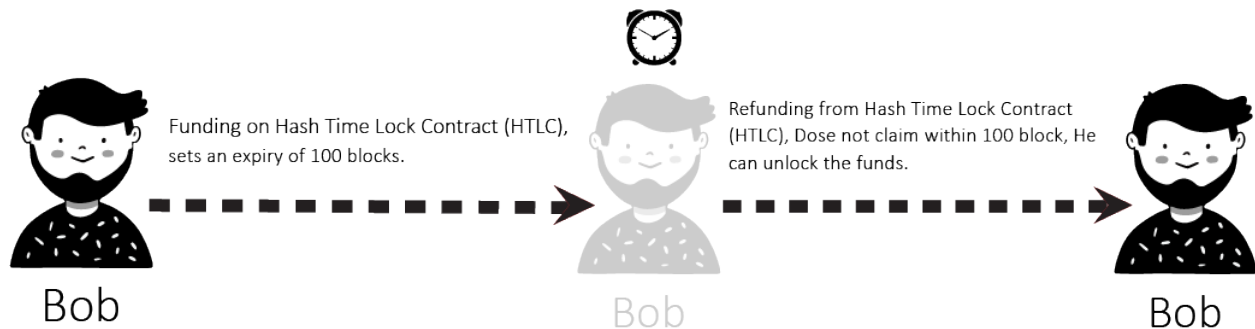 Funding on Hash Time Lock Contract (HTLC),
sets an expiry of 100 blocks.
Refunding from Hash Time Lock Contract
(HTLC), Dose not claim within 100 block, He
can unlock the funds.
Bob
Bob
Bob